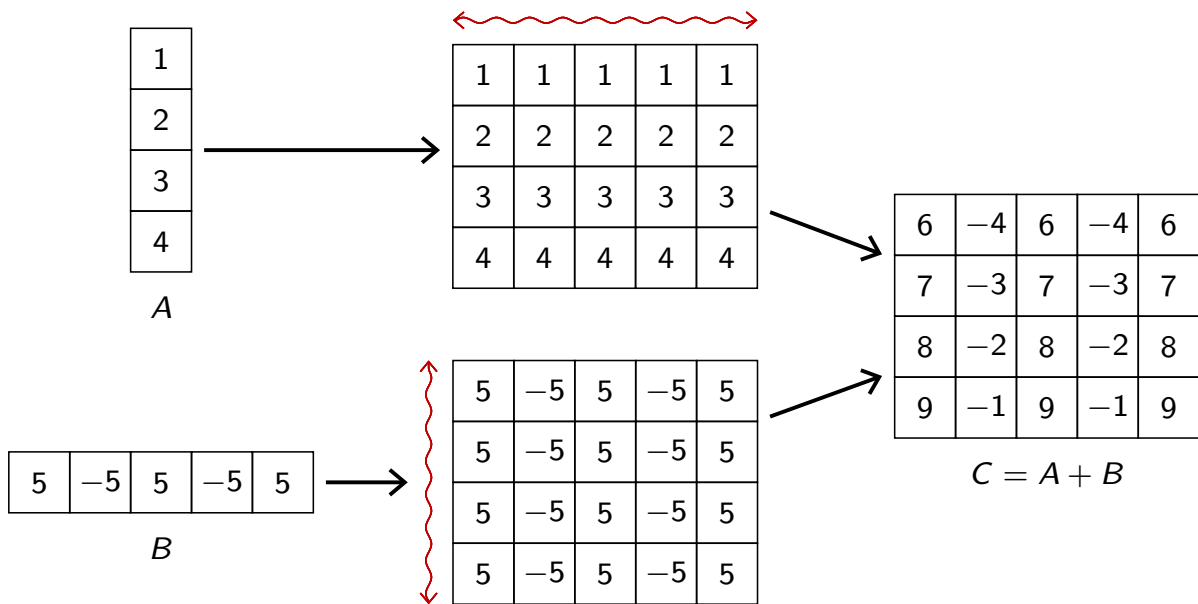 1
2
3
4
A
1 1 1 1 1
2 2 2 2 2
3 3 3 3 3
4 4 4 4 4
5 −5 5 −5 5
B
5 −5 5 −5 5
5 −5 5 −5 5
5 −5 5 −5 5
5 −5 5 −5 5
6 −4 6 −4 6
7 −3 7 −3 7
8 −2 8 −2 8
9 −1 9 −1 9
C = A + B